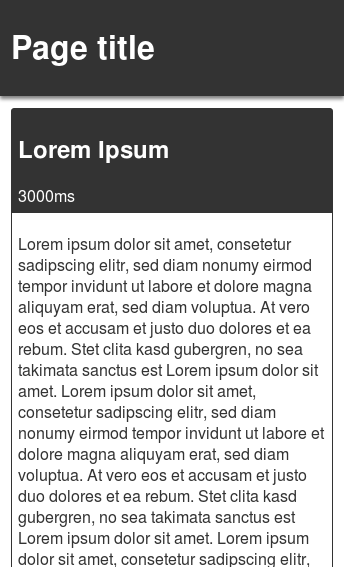 Page title
Lorem Ipsum
3000ms
Lorem ipsum dolor sit amet, consetetur
sadipscing elitr, sed diam nonumy eirmod
tempor invidunt ut labore et dolore magna
aliquyam erat, sed diam voluptua. At vero
eos et accusam et justo duo dolores et ea
rebum. Stet clita kasd gubergren, no sea
takimata sanctus est Lorem ipsum dolor sit
amet. Lorem ipsum dolor sit amet,
consetetur sadipscing elitr, sed diam
nonumy eirmod tempor invidunt ut labore et
dolore magna aliquyam erat, sed diam
voluptua. At vero eos et accusam et justo
duo dolores et ea rebum. Stet clita kasd
gubergren, no sea takimata sanctus est
Lorem ipsum dolor sit amet. Lorem ipsum
dolor sit amet, consetetur sadipscing elitr,